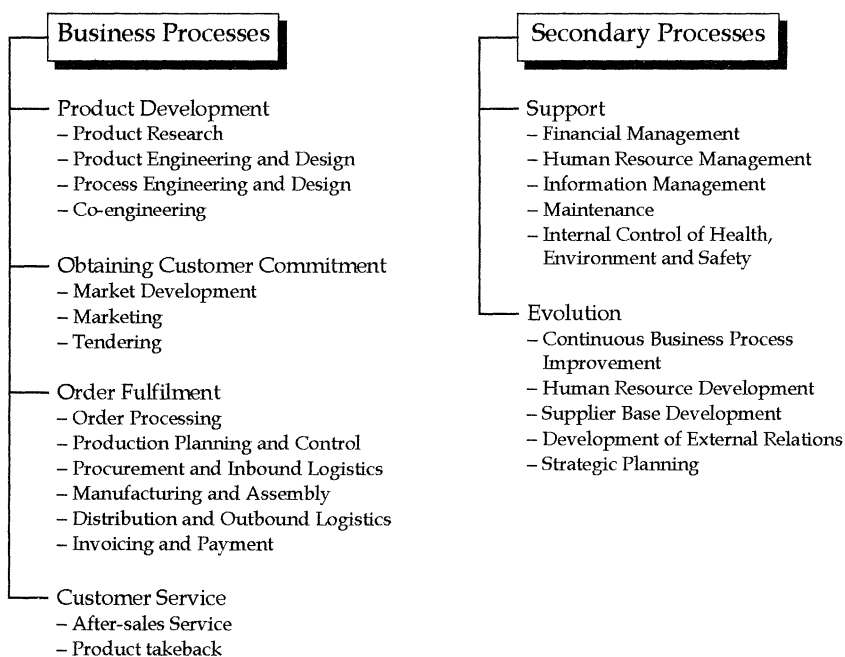 Business Processes
Product Development
– Product Research
– Product Engineering and Design
– Process Engineering and Design
– Co-engineering
Obtaining Customer Commitment
– Market Development
– Marketing
– Tendering
Order Fulfilment
– Order Processing
– Production Planning and Control
– Procurement and Inbound Logistics
– Manufacturing and Assembly
– Distribution and Outbound Logistics
– Invoicing and Payment
Customer Service
– After-sales Service
– Product takeback
Secondary Processes
Support
– Financial Management
– Human Resource Management
– Information Management
– Maintenance
– Internal Control of Health,
Environment and Safety
Evolution
– Continuous Business Process
Improvement
– Human Resource Development
– Supplier Base Development
– Development of External Relations
– Strategic Planning